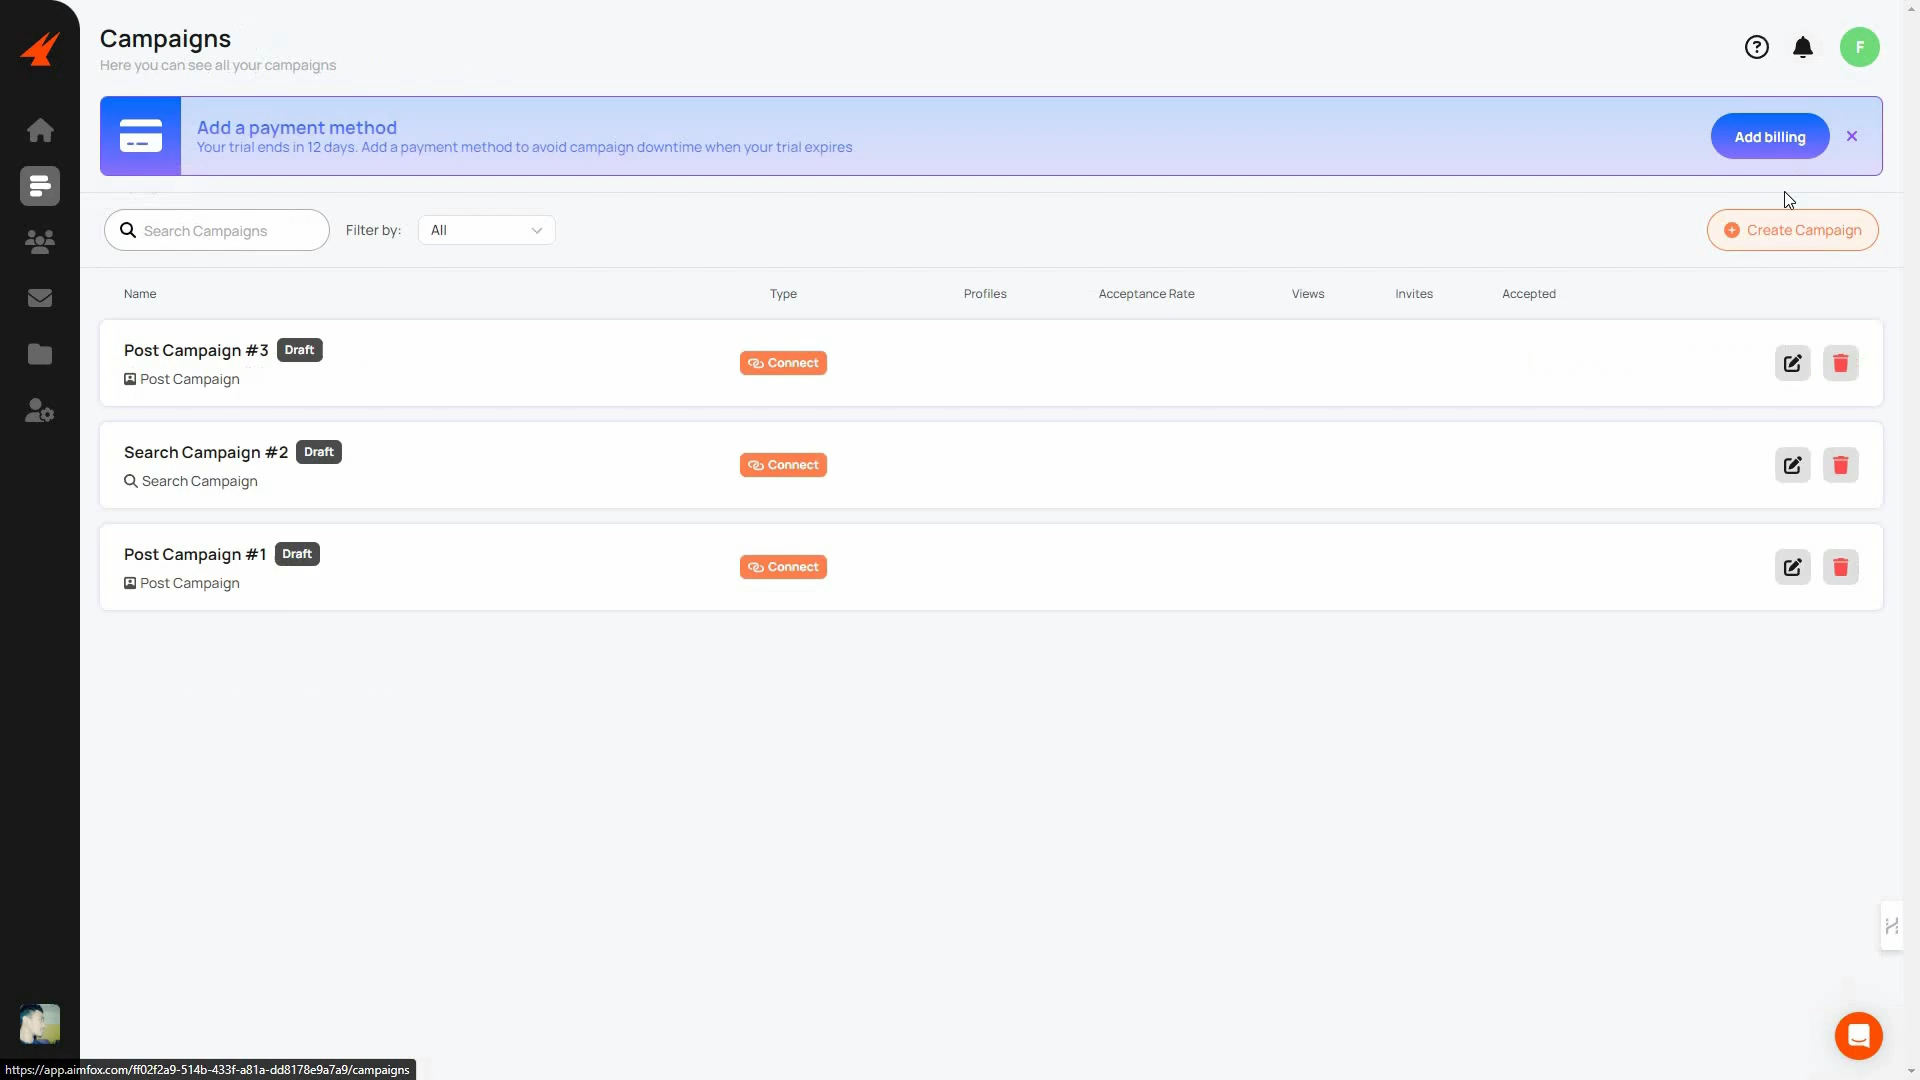 Campaigns
Here you can see all your campaigns
F
Add a payment method
Your trial ends in 12 days. Add a payment method to avoid campaign downtime when your trial expires
Add billing
Search Campaigns
Filter by:
All
Create Campaign
Name
Type
Profiles
Acceptance Rate
Views
Invites
Accepted
Post Campaign #3
Draft
Post Campaign
Connect
Search Campaign #2
Draft
Search Campaign
Connect
Post Campaign #1
Draft
Post Campaign
Connect
https://app.aimfox.com/ff02f2a9-514b-433f-a81a-dd8178e9a7a9/campaigns